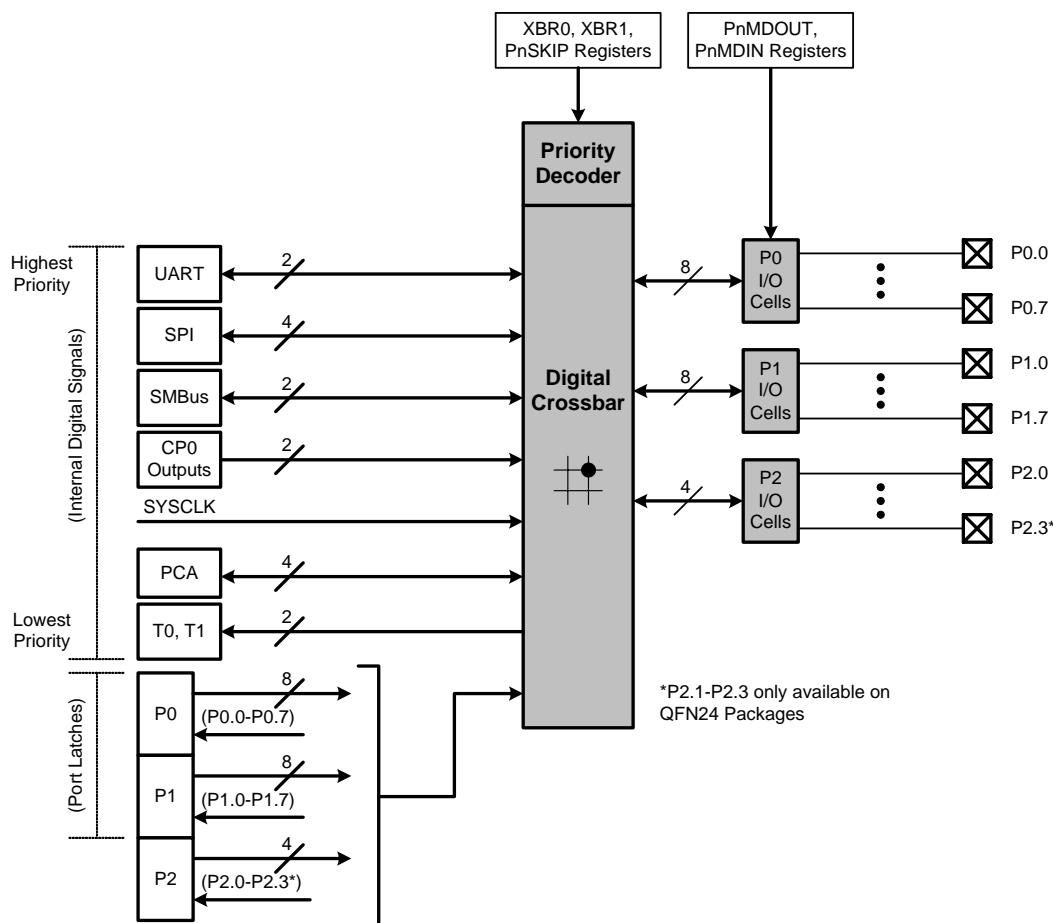 XBR0, XBR1,
PnSKIP Registers
PnMDOUT,
PnMDIN Registers
Priority
Decoder
Highest
Priority
(Internal Digital Signals)
UART
2
SPI
4
SMBus
2
CP0
Outputs
2
SYSCLK
PCA
4
Lowest
Priority
T0, T1
2
Digital
Crossbar
8
P0
I/O
Cells
P0.0
P0.7
8
P1
I/O
Cells
P1.0
P1.7
4
P2
I/O
Cells
P2.0
P2.3*
(Port Latches)
P0
8
(P0.0-P0.7)
P1
8
(P1.0-P1.7)
P2
4
(P2.0-P2.3*)
*P2.1-P2.3 only available on
QFN24 Packages